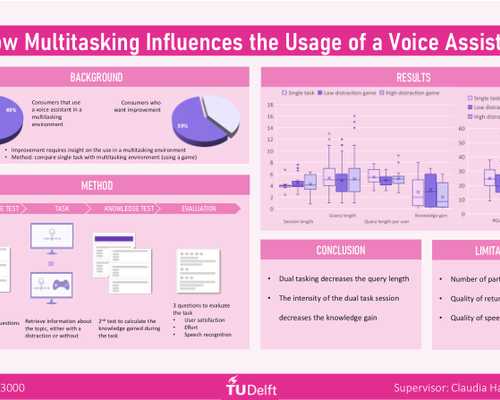 ow Multitasking Influences the Usage of a Voice Assist
BACKGROUND
Consumers that use
a voice assistant in a
multitasking
environment
Consumers who
want improvement
• Improvement requires insight on the use in a multitasking environment
• Method: compare single task with multitasking environment (using a game)
METHOD
E TEST
TASK
KNOWLEDGE TEST
EVALUATION
OR
uestions
Retrieve information about
the topic, either with a
distraction or without
2nd test to calculate the
knowledge gained during
the task
3 questions to evaluate
the task
• User satisfaction
• Effort
• Speech recognition
RESULTS
Single task
Low distraction game
High distraction game
18
16
14
12
10
8
6
4
2
0
Session length
Query length
Query length per user
Knowledge gain
Single task
Low distra
High distra
60
40
20
0
CONCLUSION
• Dual tasking decreases the query length
• The intensity of the dual task session
decreases the knowledge gain
LIMITA
• Number of part
• Quality of retu
• Quality of spee
3000
TU Delft
Supervisor: Claudia Ha